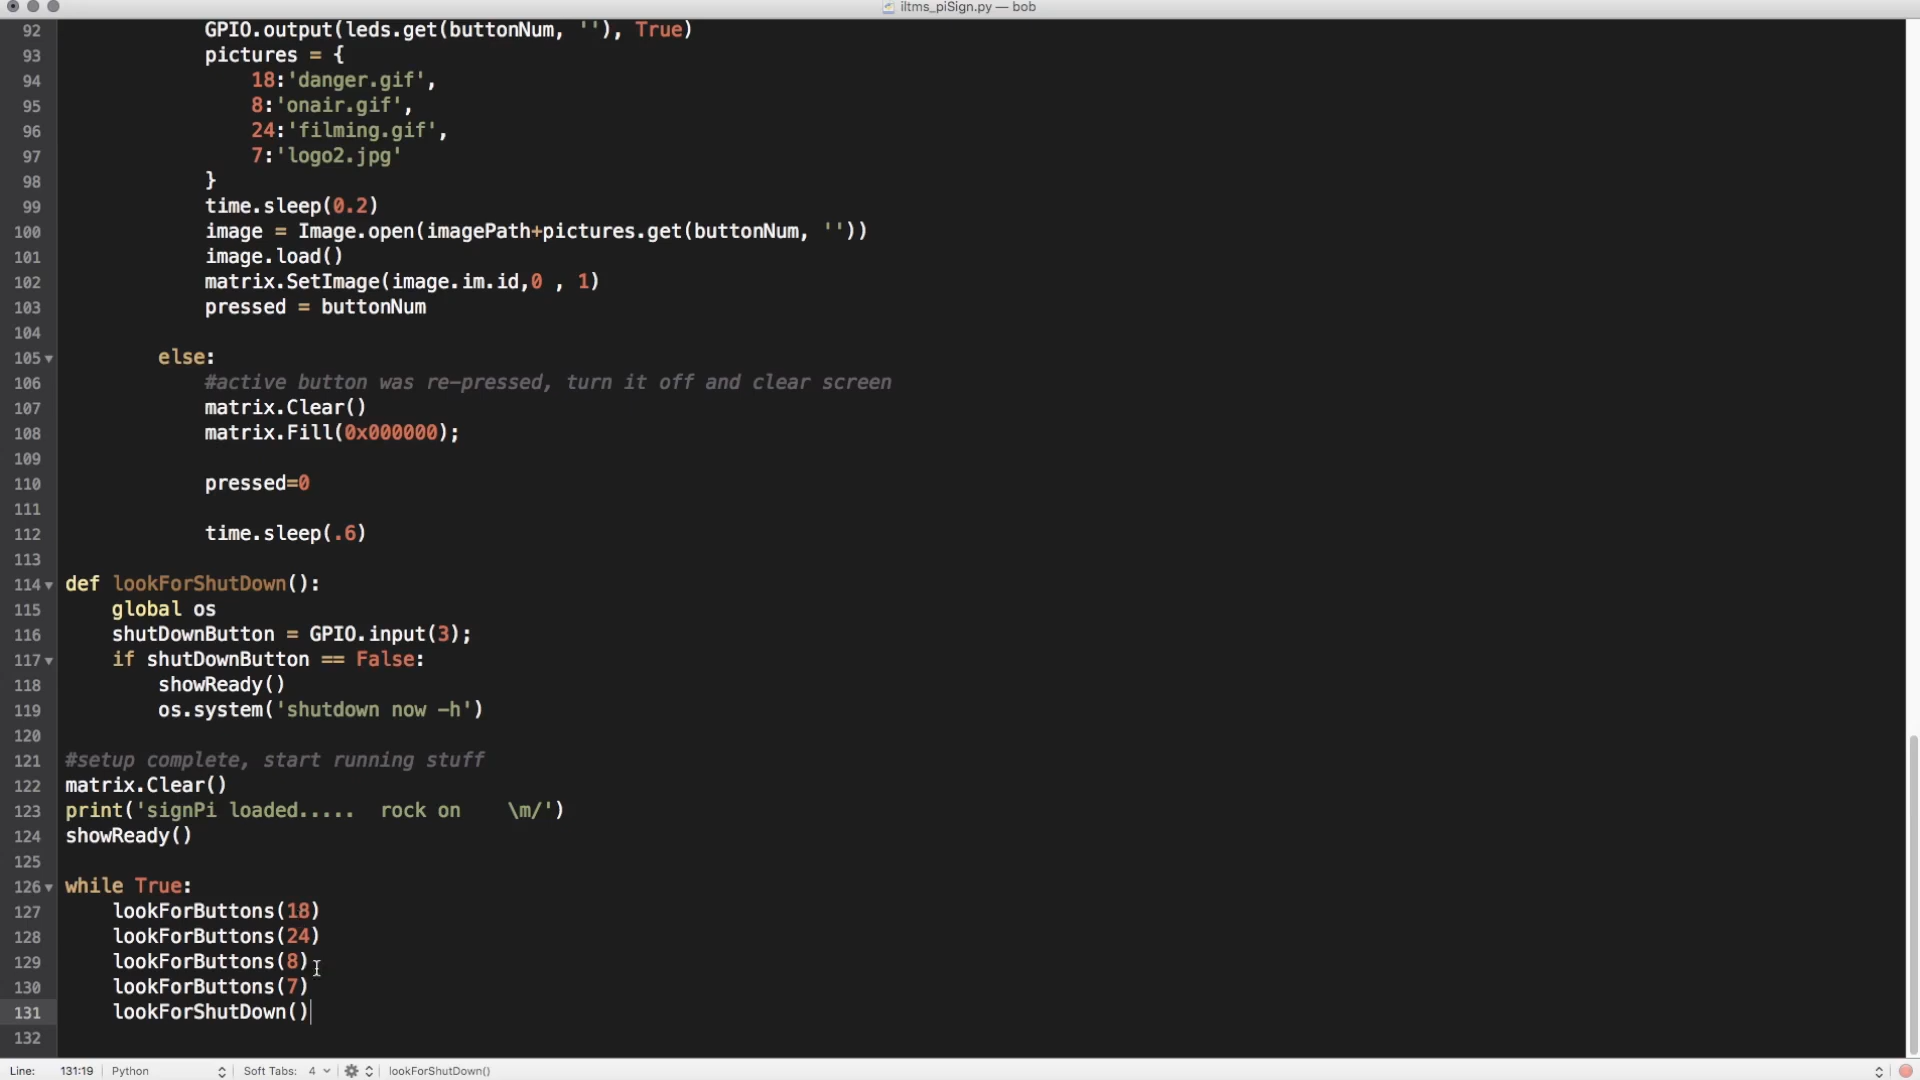 iltms_piSign.py — bob
92 GPIO.output(leds.get(buttonNum, ''), True)
93 pictures = {
94 18:'danger.gif',
95 8:'onair.gif',
96 24:'filming.gif',
97 7:'logo2.jpg'
98 }
99 time.sleep(0.2)
100 image = Image.open(imagePath+pictures.get(buttonNum, ''))
101 image.load()
102 matrix.SetImage(image.im.id,0 , 1)
103 pressed = buttonNum
104
105 else:
106 #active button was re-pressed, turn it off and clear screen
107 matrix.Clear()
108 matrix.Fill(0x000000);
109
110 pressed=0
111
112 time.sleep(.6)
113
114 def lookForShutDown():
115 global os
116 shutDownButton = GPIO.input(3);
117 if shutDownButton == False:
118 showReady()
119 os.system('shutdown now -h')
120
121 #setup complete, start running stuff
122 matrix.Clear()
123 print('signPi loaded.....  rock on    \m/')
124 showReady()
125
126 while True:
127 lookForButtons(18)
128 lookForButtons(24)
129 lookForButtons(8)
130 lookForButtons(7)
131 lookForShutDown()
132
Line: 131:19 Python Soft Tabs: 4 lookForShutDown()